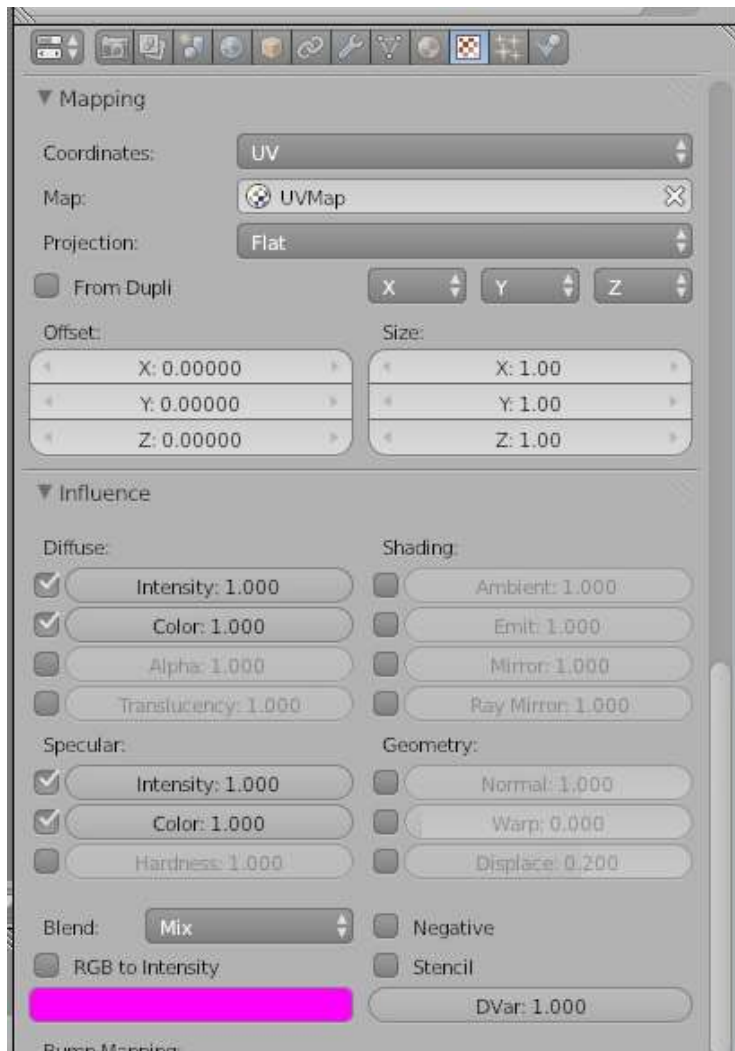 Mapping
Coordinates: UV
Map: UVMap
Projection: Flat
From Dupli X Y Z
Offset: Size:
X: 0.00000 X: 1.00
Y: 0.00000 Y: 1.00
Z: 0.00000 Z: 1.00
Influence
Diffuse: Shading:
Intensity: 1.000 Ambient: 1.000
Color: 1.000 Emit: 1.000
Alpha: 1.000 Mirror: 1.000
Translucency: 1.000 Ray Mirror: 1.000
Specular: Geometry:
Intensity: 1.000 Normal: 1.000
Color: 1.000 Warp: 0.000
Hardness: 1.000 Displace: 0.200
Blend: Mix Negative
RGB to Intensity Stencil
DVar: 1.000
Bump Mapping: